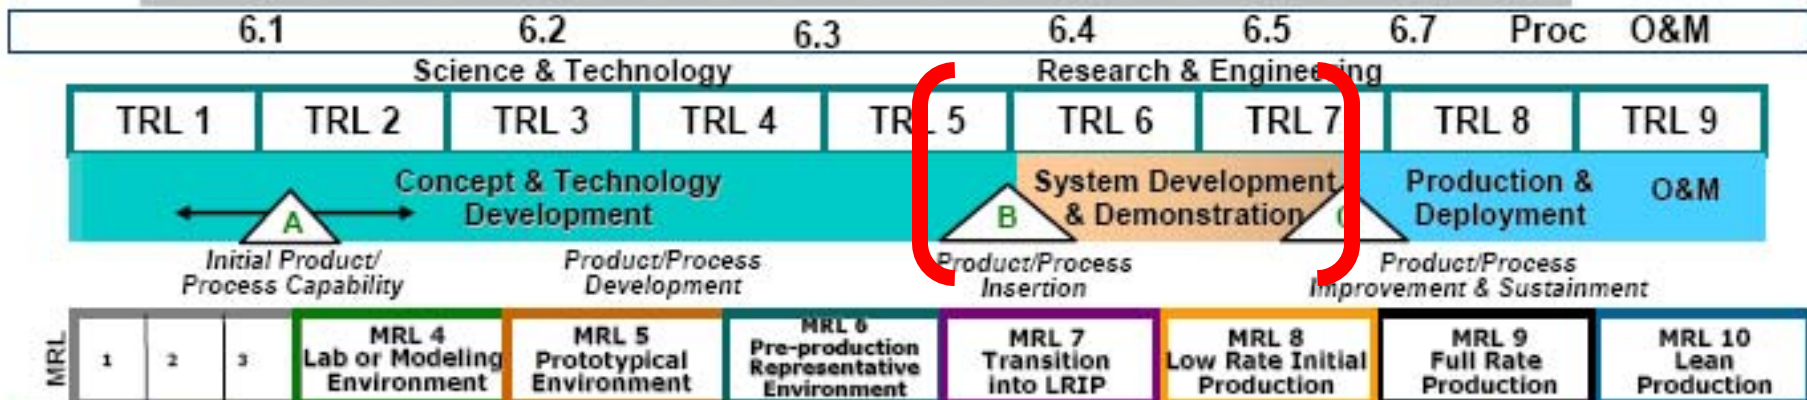 6.1 6.2 6.3 6.4 6.5 6.7 Proc O&M
Science & Technology Research & Engineering
TRL 1 TRL 2 TRL 3 TRL 4 TRL 5 TRL 6 TRL 7 TRL 8 TRL 9
Concept & Technology
Development
System Development
& Demonstration
Production &
Deployment
O&M
A
B
C
Initial Product/
Process Capability
Product/Process
Development
Product/Process
Insertion
Product/Process
Improvement & Sustainment
MRL
1 2 3
MRL 4
Lab or Modeling
Environment
MRL 5
Prototypical
Environment
MRL 6
Pre-production
Representative
Environment
MRL 7
Transition
into LRIP
MRL 8
Low Rate Initial
Production
MRL 9
Full Rate
Production
MRL 10
Lean
Production